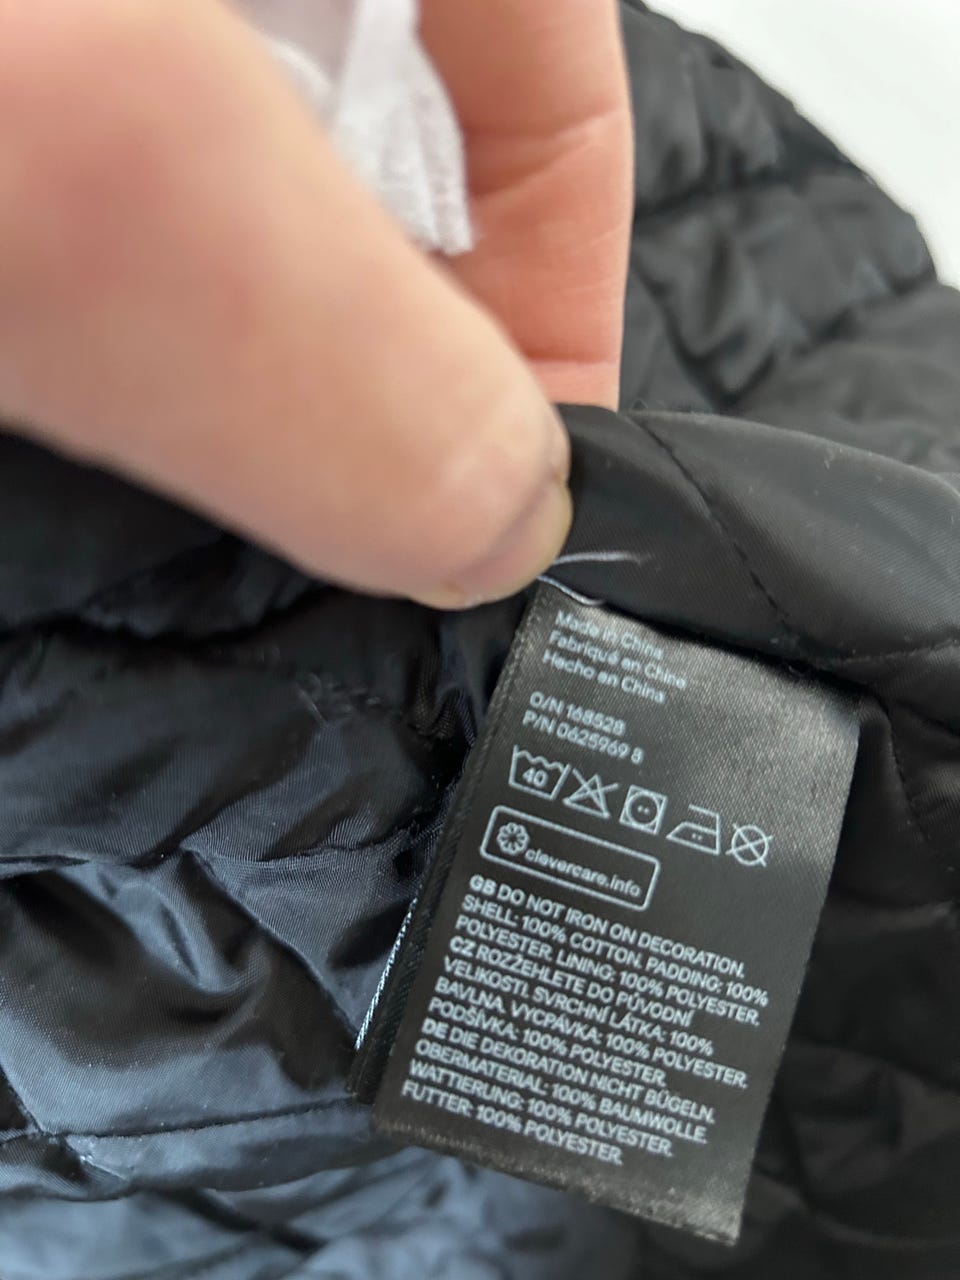 Made in China
Fabriqué en Chine
Hecho en China
O/N 168528
P/N 0625969 8
40
clevercare.info
GB DO NOT IRON ON DECORATION.
SHELL: 100% COTTON. PADDING: 100%
POLYESTER. LINING: 100% POLYESTER.
CZ ROZŽEHLETE DO PŮVODNÍ
VELIKOSTI. SVRCHNÍ LÁTKA: 100%
BAVLNA. VYCPÁVKA: 100% POLYESTER.
PODŠÍVKA: 100% POLYESTER.
DE DIE DEKORATION NICHT BÜGELN.
OBERMATERIAL: 100% BAUMWOLLE.
WATTIERUNG: 100% POLYESTER.
FUTTER: 100% POLYESTER.